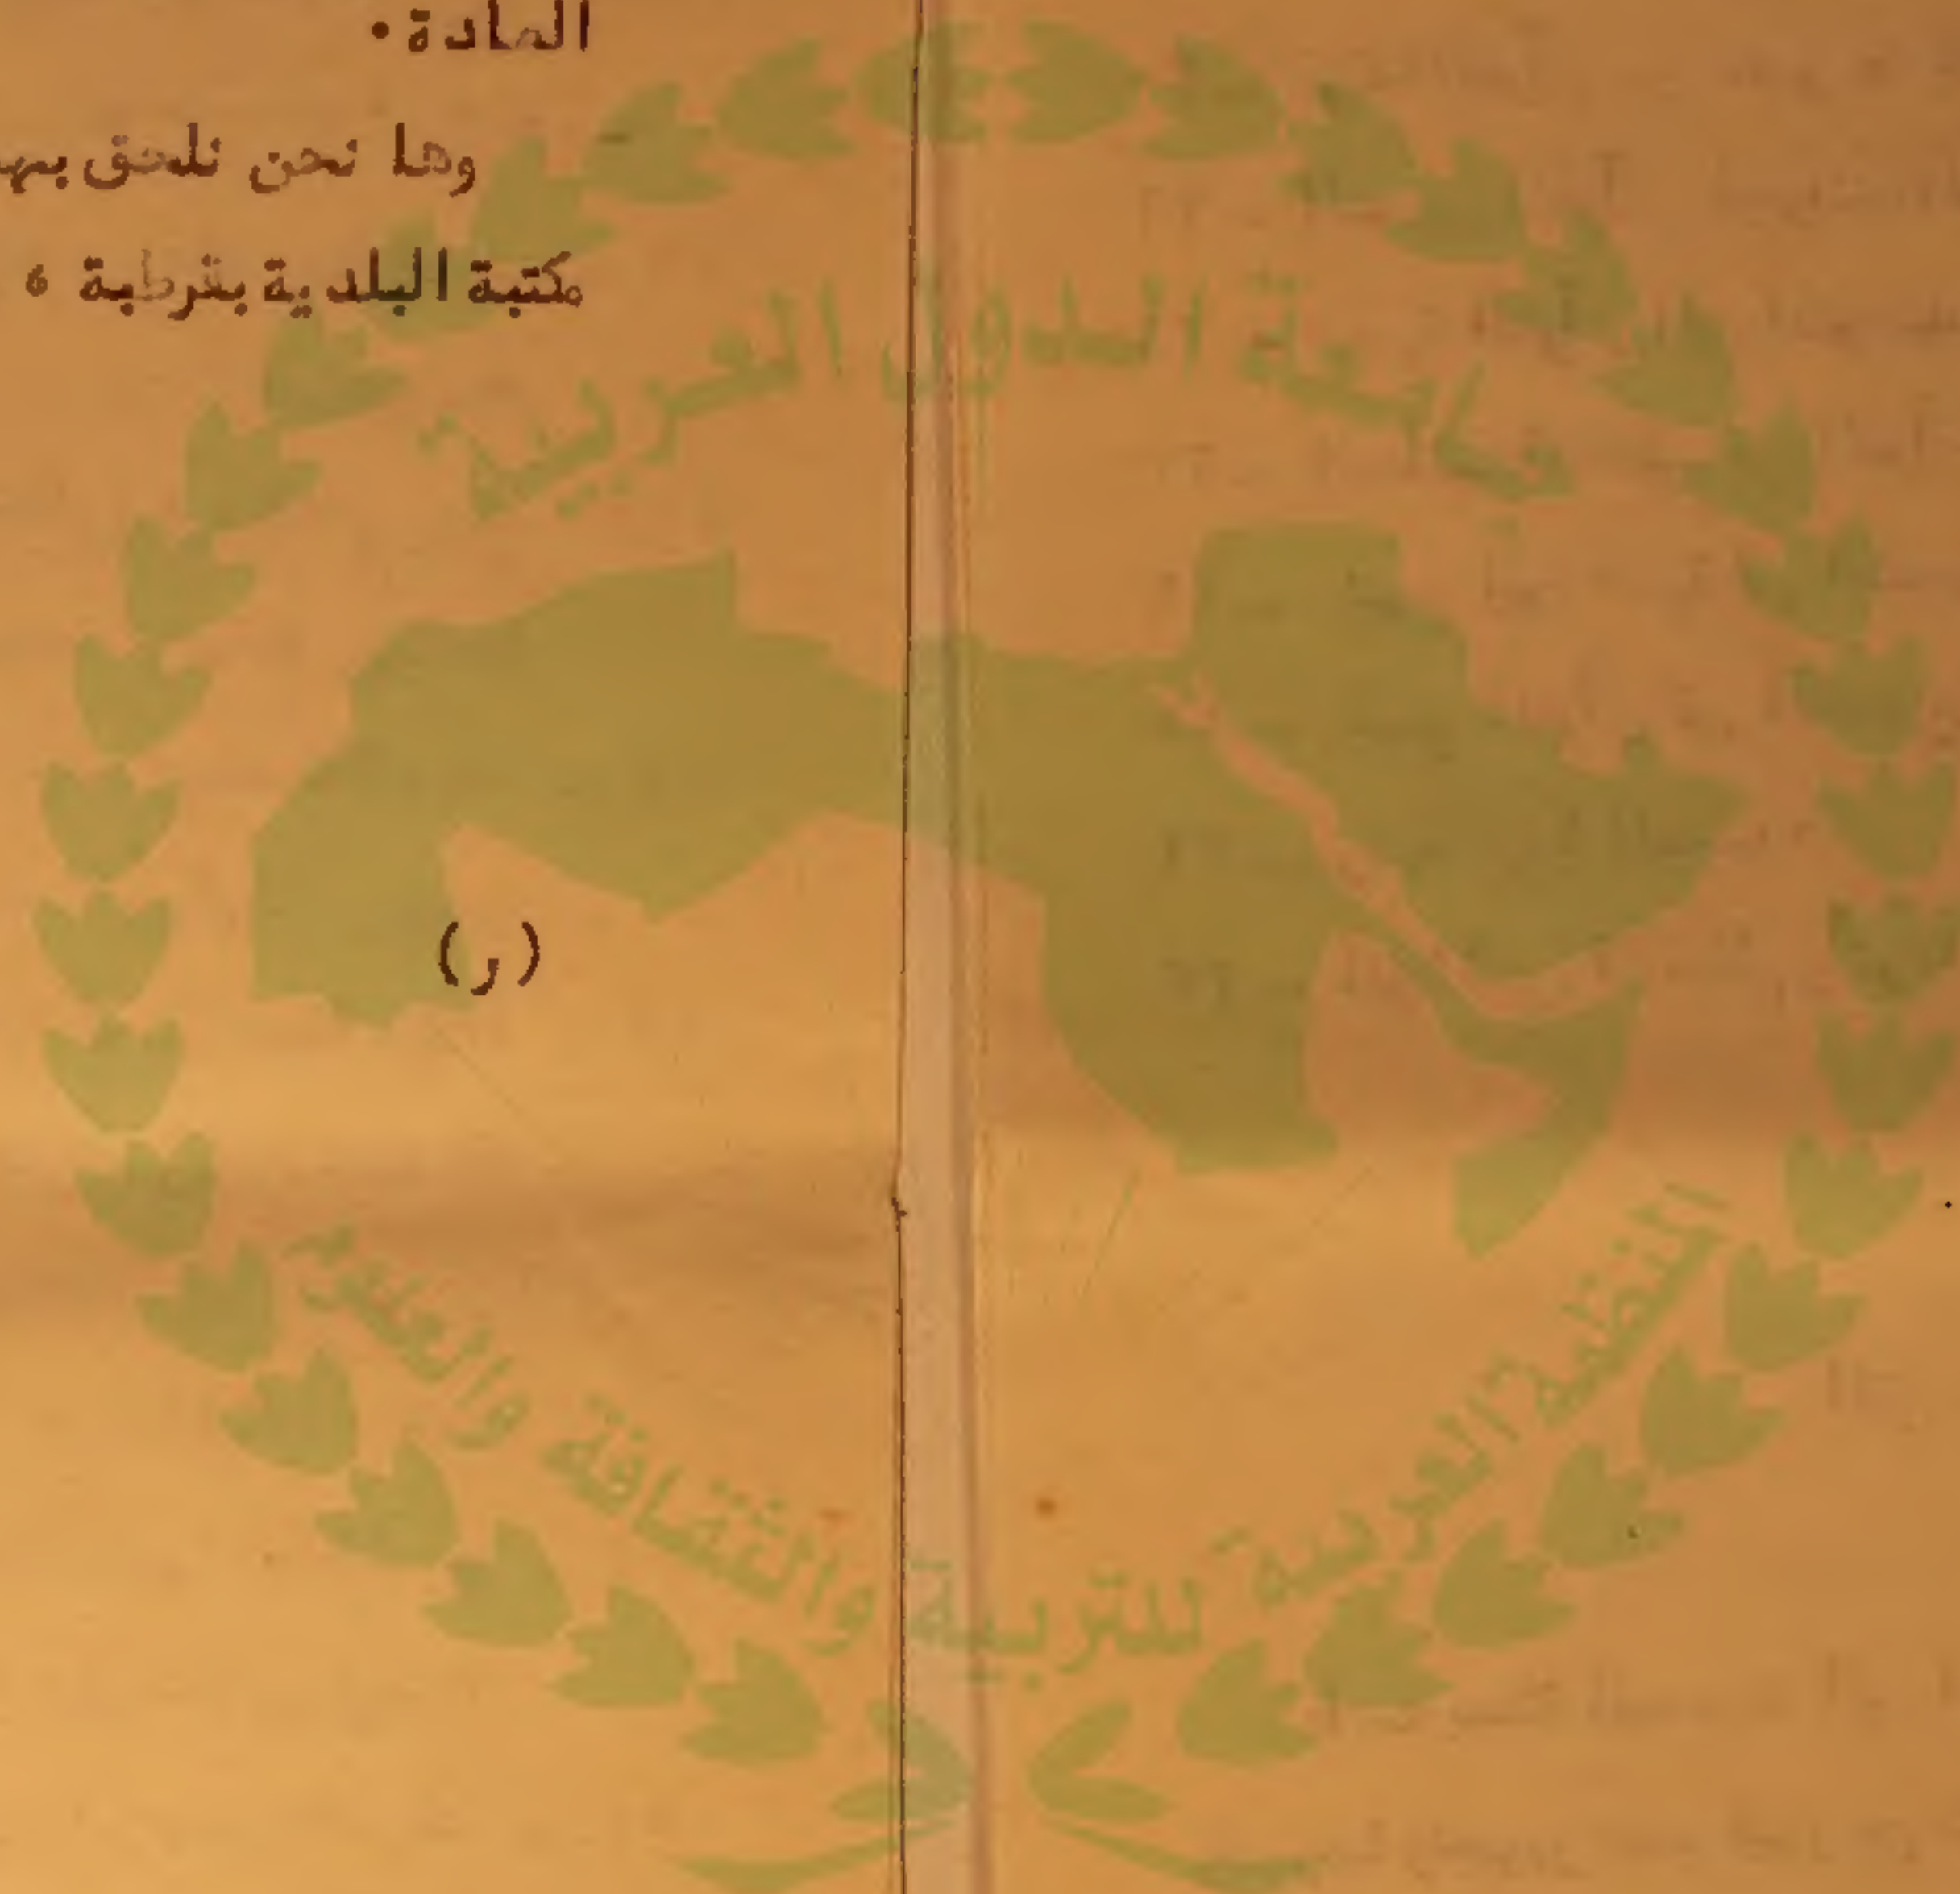 المادة.
وها نحن نلحق بهـ
مكتبة البلدية بقرطبة ،
جامعة الدول العربية
(ر)
المنظمة العربية للتربية والثقافة والعلوم